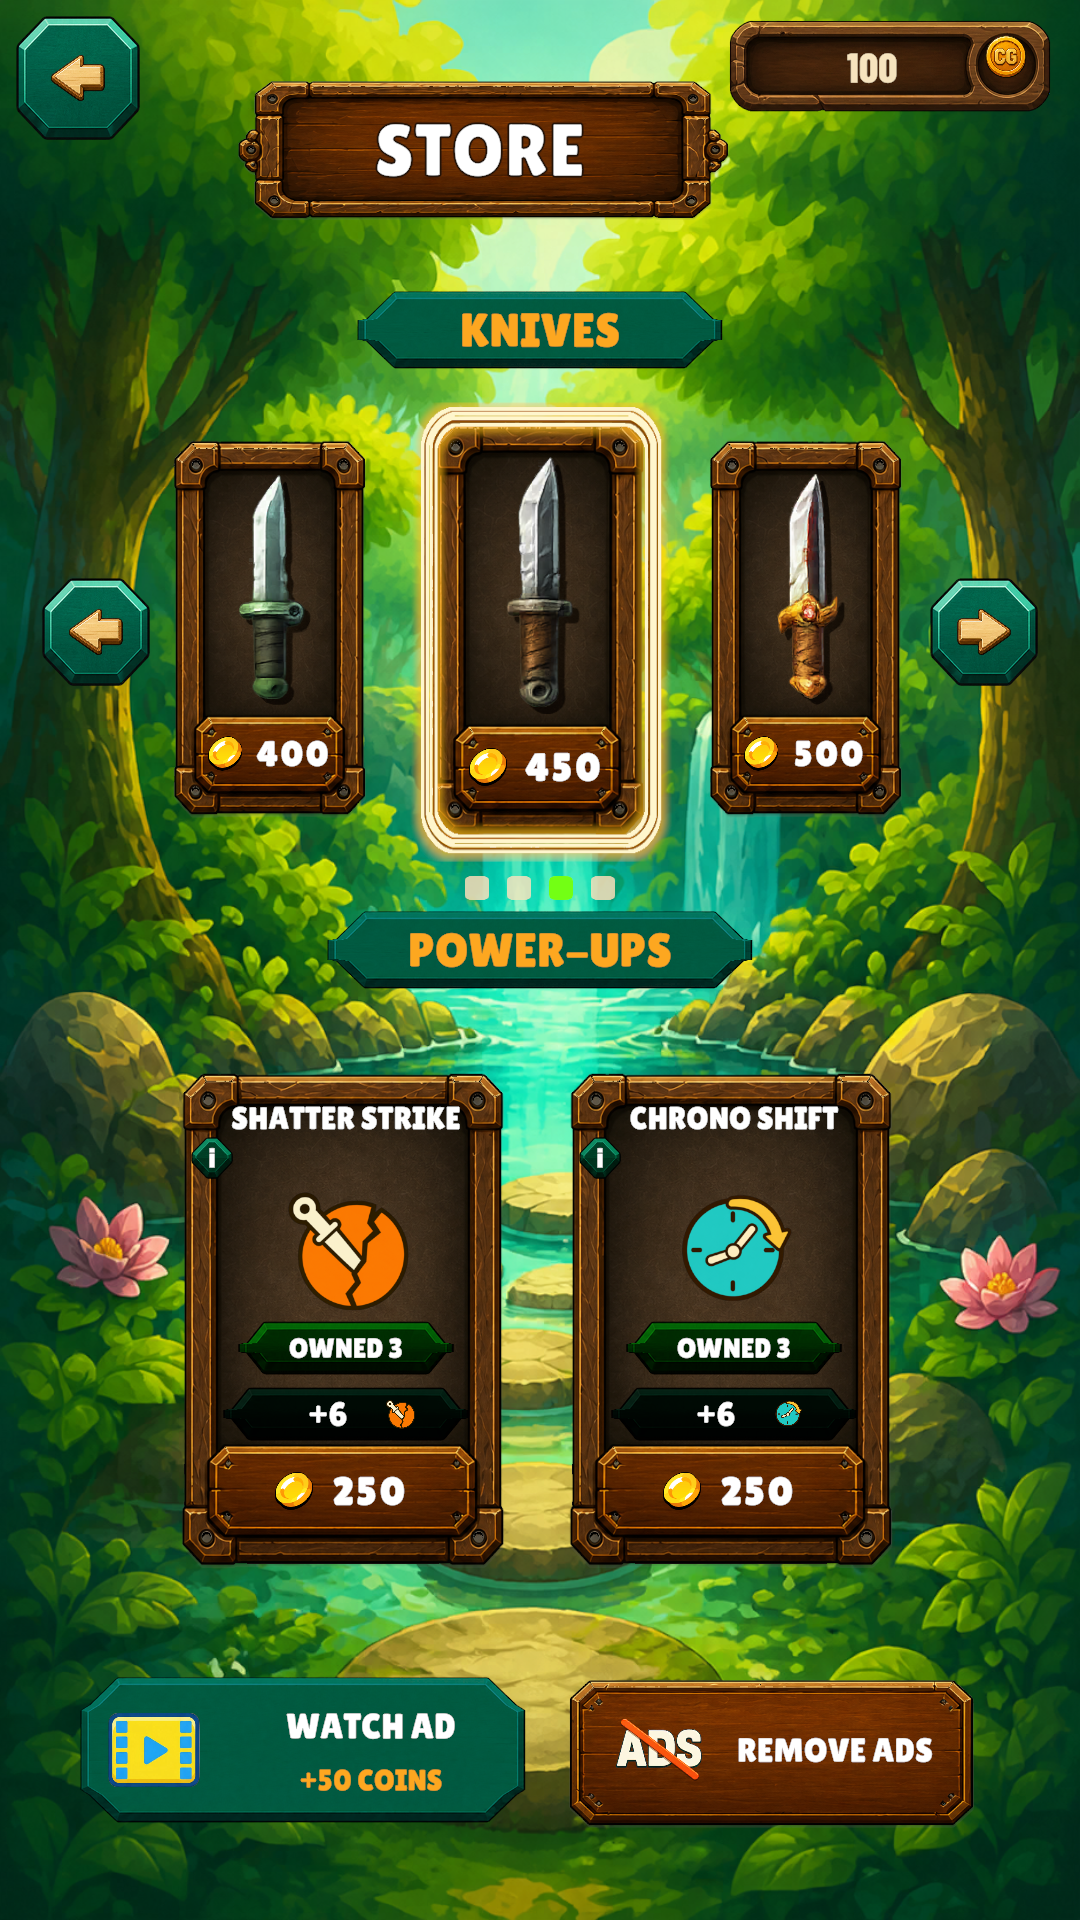 100
CG
STORE
KNIVES
400
450
500
POWER-UPS
SHATTER STRIKE
CHRONO SHIFT
i
i
OWNED 3
OWNED 3
+6
+6
250
250
WATCH AD
+50 COINS
ADS
REMOVE ADS